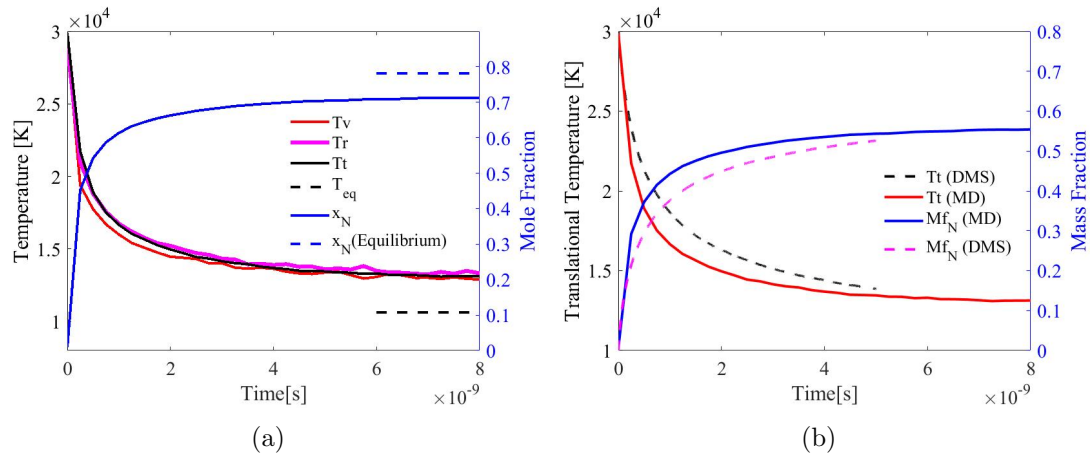 ×10⁴
3
2.5
2
1.5
1
Temperature [K]
0
2
4
6
8
Time[s]
×10⁻⁹
0
0.1
0.2
0.3
0.4
0.5
0.6
0.7
0.8
Mole Fraction
Tv
Tr
Tt
T_eq
x_N
x_N(Equilibrium)
(a)
×10⁴
3
2.5
2
1.5
1
Translational Temperature [K]
0
2
4
6
8
Time[s]
×10⁻⁹
0
0.1
0.2
0.3
0.4
0.5
0.6
0.7
0.8
Mass Fraction
Tt (DMS)
Tt (MD)
Mf_N (MD)
Mf_N (DMS)
(b)